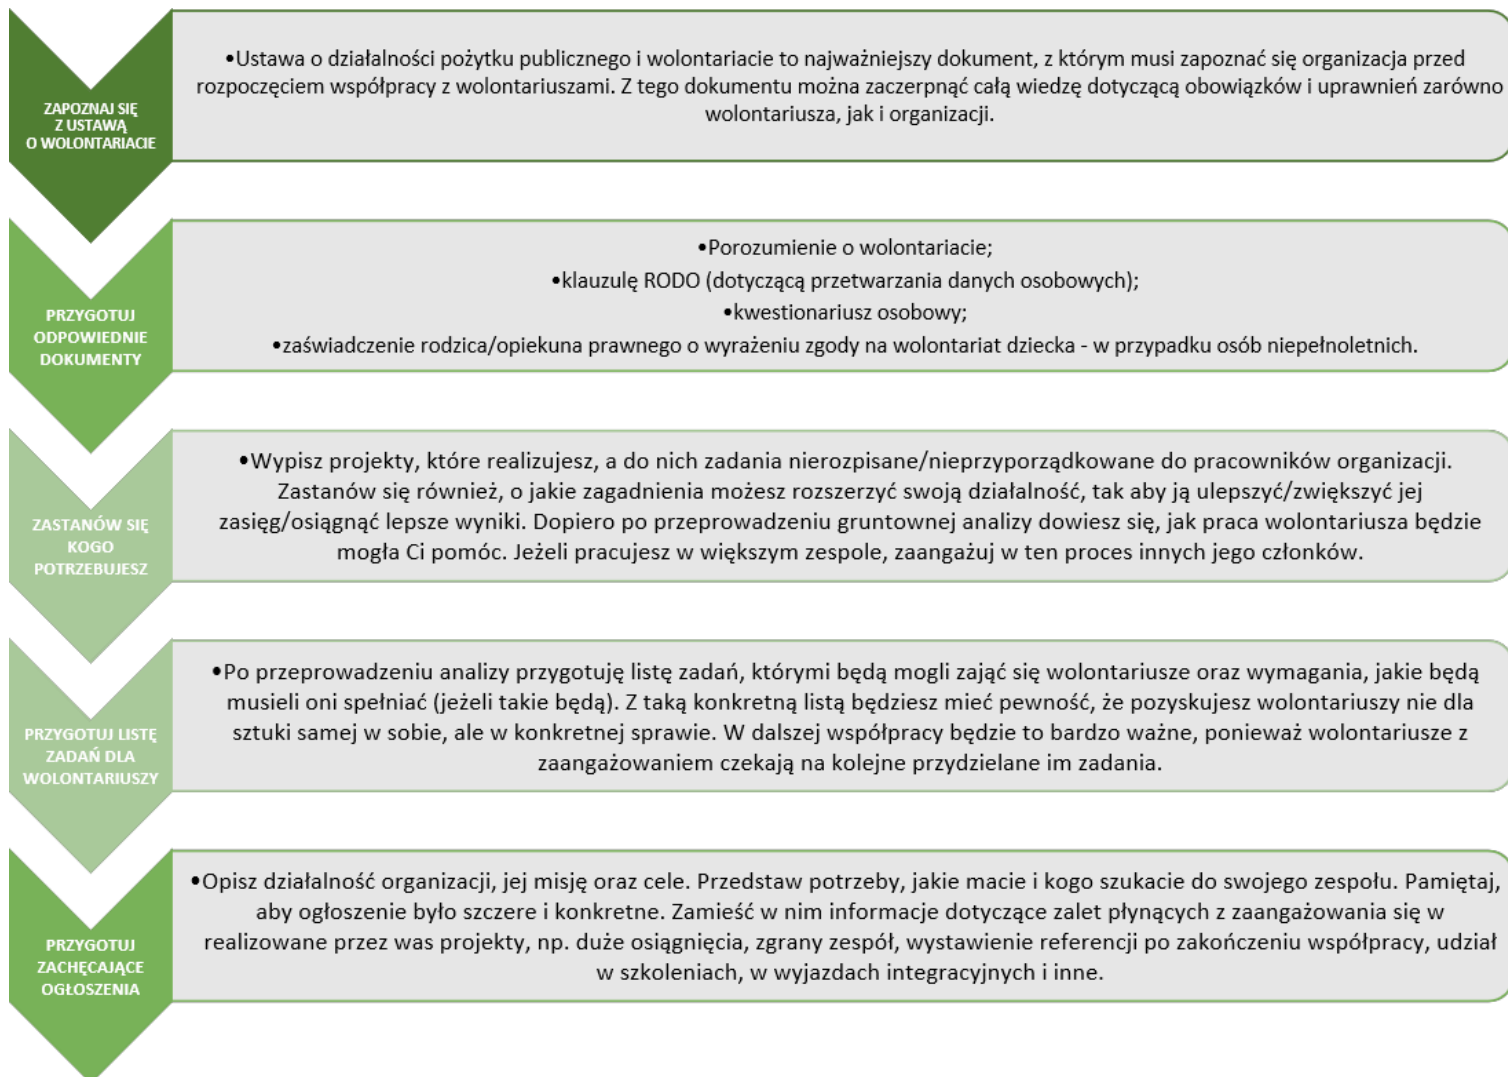 ZAPOZNAJ SIĘ
Z USTAWĄ
O WOLONTARIACIE
•Ustawa o działalności pożytku publicznego i wolontariacie to najważniejszy dokument, z którym musi zapoznać się organizacja przed
rozpoczęciem współpracy z wolontariuszami. Z tego dokumentu można zaczerpnąć całą wiedzę dotyczącą obowiązków i uprawnień zarówno
wolontariusza, jak i organizacji.
PRZYGOTUJ
ODPOWIEDNIE
DOKUMENTY
•Porozumienie o wolontariacie;
•klauzulę RODO (dotyczącą przetwarzania danych osobowych);
•kwestionariusz osobowy;
•zaświadczenie rodzica/opiekuna prawnego o wyrażeniu zgody na wolontariat dziecka - w przypadku osób niepełnoletnich.
ZASTANÓW SIĘ
KOGO
POTRZEBUJESZ
•Wypisz projekty, które realizujesz, a do nich zadania nierozpisane/nieprzyporządkowane do pracowników organizacji.
Zastanów się również, o jakie zagadnienia możesz rozszerzyć swoją działalność, tak aby ją ulepszyć/zwiększyć jej
zasięg/osiągnąć lepsze wyniki. Dopiero po przeprowadzeniu gruntownej analizy dowiesz się, jak praca wolontariusza będzie
mogła Ci pomóc. Jeżeli pracujesz w większym zespole, zaangażuj w ten proces innych jego członków.
PRZYGOTUJ LISTĘ
ZADAŃ DLA
WOLONTARIUSZY
•Po przeprowadzeniu analizy przygotuję listę zadań, którymi będą mogli zająć się wolontariusze oraz wymagania, jakie będą
musieli oni spełniać (jeżeli takie będą). Z taką konkretną listą będziesz mieć pewność, że pozyskujesz wolontariuszy nie dla
sztuki samej w sobie, ale w konkretnej sprawie. W dalszej współpracy będzie to bardzo ważne, ponieważ wolontariusze z
zaangażowaniem czekają na kolejne przydzielane im zadania.
PRZYGOTUJ
ZACHĘCAJĄCE
OGŁOSZENIA
•Opisz działalność organizacji, jej misję oraz cele. Przedstaw potrzeby, jakie macie i kogo szukacie do swojego zespołu. Pamiętaj,
aby ogłoszenie było szczere i konkretne. Zamieść w nim informacje dotyczące zalet płynących z zaangażowania się w
realizowane przez was projekty, np. duże osiągnięcia, zgrany zespół, wystawienie referencji po zakończeniu współpracy, udział
w szkoleniach, w wyjazdach integracyjnych i inne.